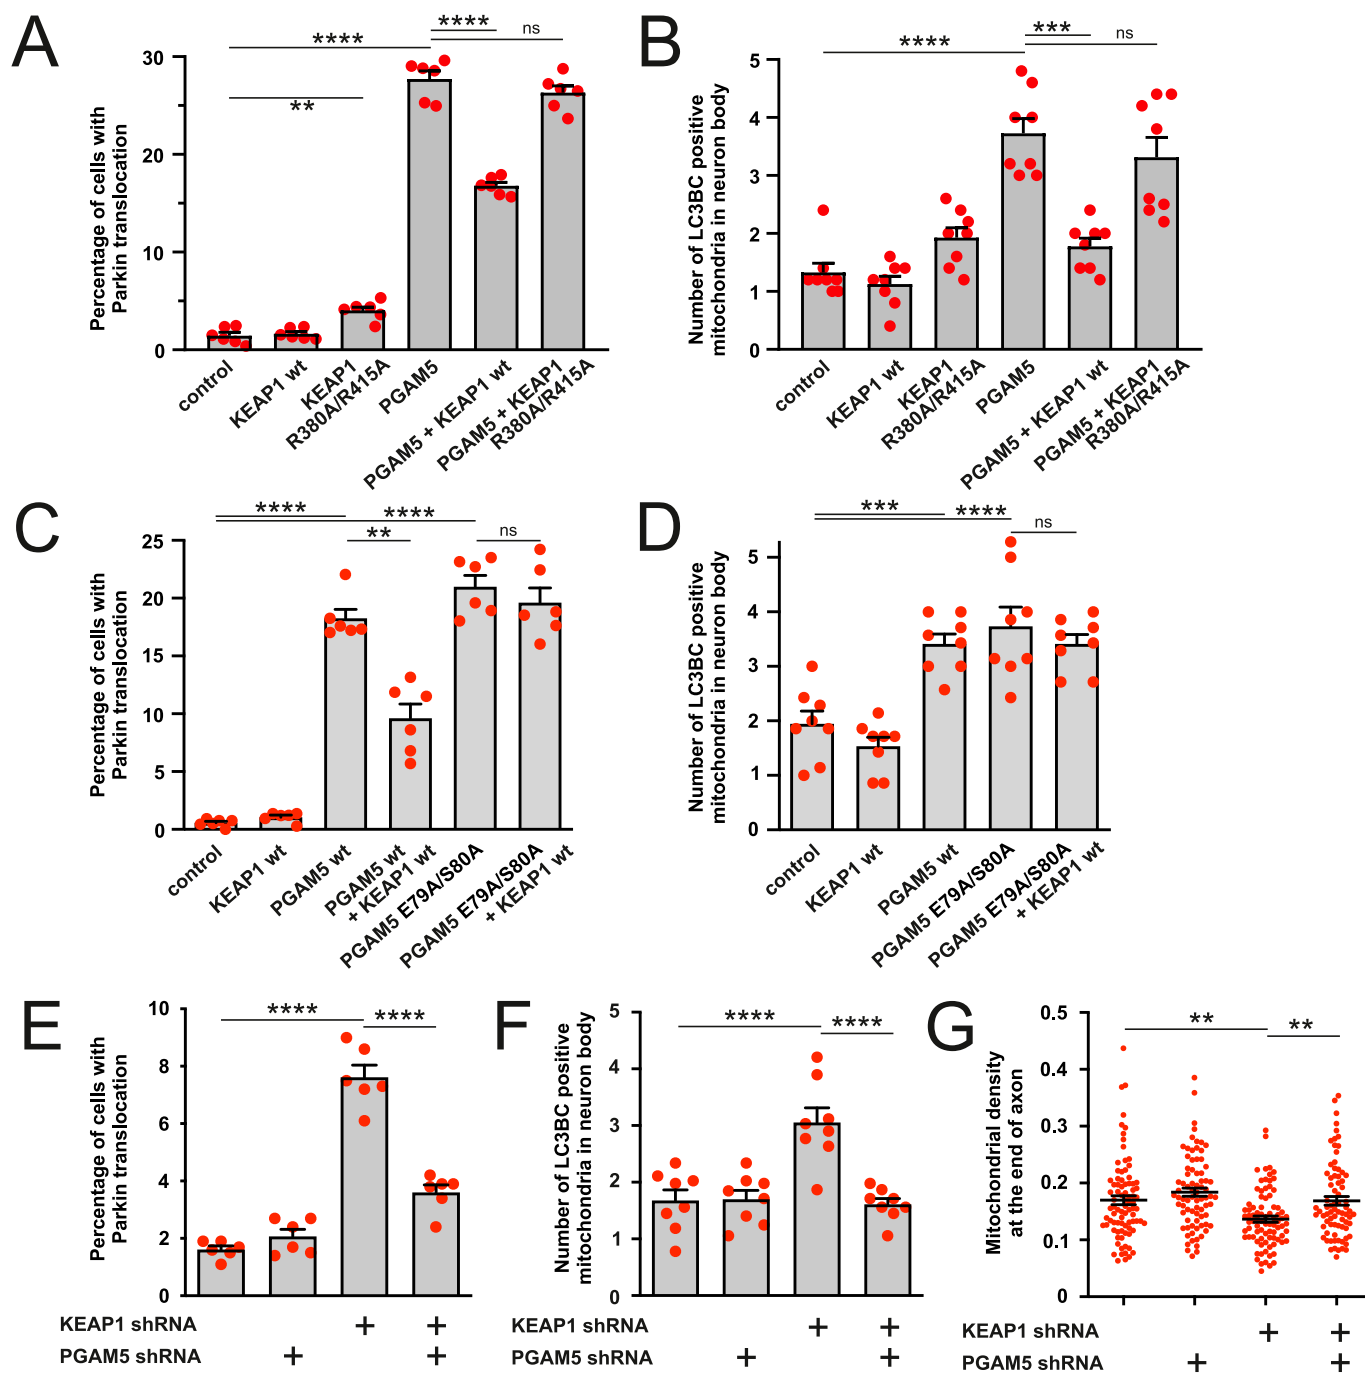 A
Percentage of cells with
Parkin translocation
30
20
10
0
****
**
****
ns
control
KEAP1 wt
KEAP1
R380A/R415A
PGAM5
PGAM5 + KEAP1 wt
PGAM5 + KEAP1
R380A/R415A
B
Number of LC3BC positive
mitochondria in neuron body
5
4
3
2
1
0
****
***
ns
control
KEAP1 wt
KEAP1
R380A/R415A
PGAM5
PGAM5 + KEAP1 wt
PGAM5 + KEAP1
R380A/R415A
C
Percentage of cells with
Parkin translocation
25
20
15
10
5
0
****
****
**
ns
control
KEAP1 wt
PGAM5 wt
PGAM5 wt
+ KEAP1 wt
PGAM5 E79A/S80A
PGAM5 E79A/S80A
+ KEAP1 wt
D
Number of LC3BC positive
mitochondria in neuron body
5
4
3
2
1
0
***
****
ns
control
KEAP1 wt
PGAM5 wt
PGAM5 E79A/S80A
PGAM5 E79A/S80A
+ KEAP1 wt
E
Percentage of cells with
Parkin translocation
10
8
6
4
2
0
****
****
KEAP1 shRNA + +
PGAM5 shRNA + +
F
Number of LC3BC positive
mitochondria in neuron body
5
4
3
2
1
0
****
****
KEAP1 shRNA + +
PGAM5 shRNA + +
G
Mitochondrial density
at the end of axon
0.5
0.4
0.3
0.2
0.1
0
**
**
KEAP1 shRNA + +
PGAM5 shRNA + +